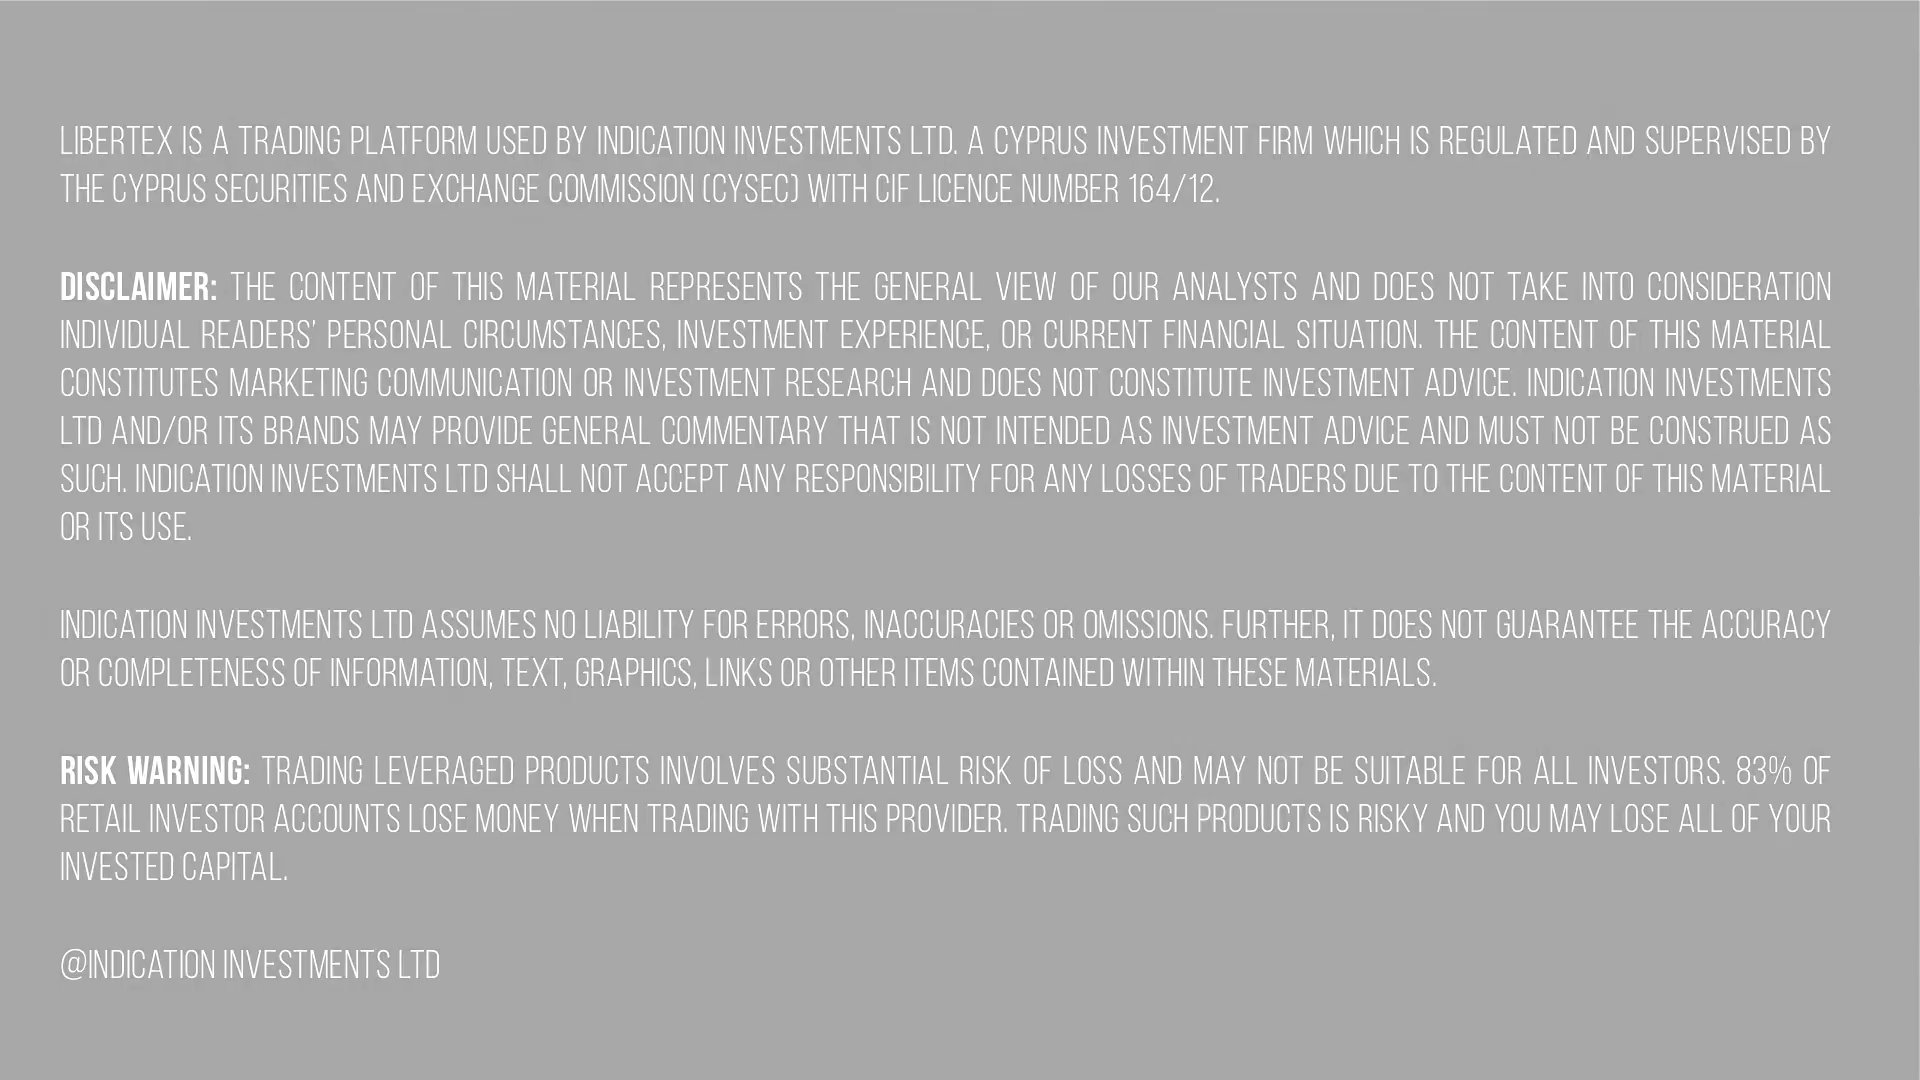 LIBERTEX IS A TRADING PLATFORM USED BY INDICATION INVESTMENTS LTD. A CYPRUS INVESTMENT FIRM WHICH IS REGULATED AND SUPERVISED BY
THE CYPRUS SECURITIES AND EXCHANGE COMMISSION (CYSEC) WITH CIF LICENCE NUMBER 164/12.
DISCLAIMER: THE CONTENT OF THIS MATERIAL REPRESENTS THE GENERAL VIEW OF OUR ANALYSTS AND DOES NOT TAKE INTO CONSIDERATION
INDIVIDUAL READERS’ PERSONAL CIRCUMSTANCES, INVESTMENT EXPERIENCE, OR CURRENT FINANCIAL SITUATION. THE CONTENT OF THIS MATERIAL
CONSTITUTES MARKETING COMMUNICATION OR INVESTMENT RESEARCH AND DOES NOT CONSTITUTE INVESTMENT ADVICE. INDICATION INVESTMENTS
LTD AND/OR ITS BRANDS MAY PROVIDE GENERAL COMMENTARY THAT IS NOT INTENDED AS INVESTMENT ADVICE AND MUST NOT BE CONSTRUED AS
SUCH. INDICATION INVESTMENTS LTD SHALL NOT ACCEPT ANY RESPONSIBILITY FOR ANY LOSSES OF TRADERS DUE TO THE CONTENT OF THIS MATERIAL
OR ITS USE.
INDICATION INVESTMENTS LTD ASSUMES NO LIABILITY FOR ERRORS, INACCURACIES OR OMISSIONS. FURTHER, IT DOES NOT GUARANTEE THE ACCURACY
OR COMPLETENESS OF INFORMATION, TEXT, GRAPHICS, LINKS OR OTHER ITEMS CONTAINED WITHIN THESE MATERIALS.
RISK WARNING: TRADING LEVERAGED PRODUCTS INVOLVES SUBSTANTIAL RISK OF LOSS AND MAY NOT BE SUITABLE FOR ALL INVESTORS. 83% OF
RETAIL INVESTOR ACCOUNTS LOSE MONEY WHEN TRADING WITH THIS PROVIDER. TRADING SUCH PRODUCTS IS RISKY AND YOU MAY LOSE ALL OF YOUR
INVESTED CAPITAL.
@INDICATION INVESTMENTS LTD